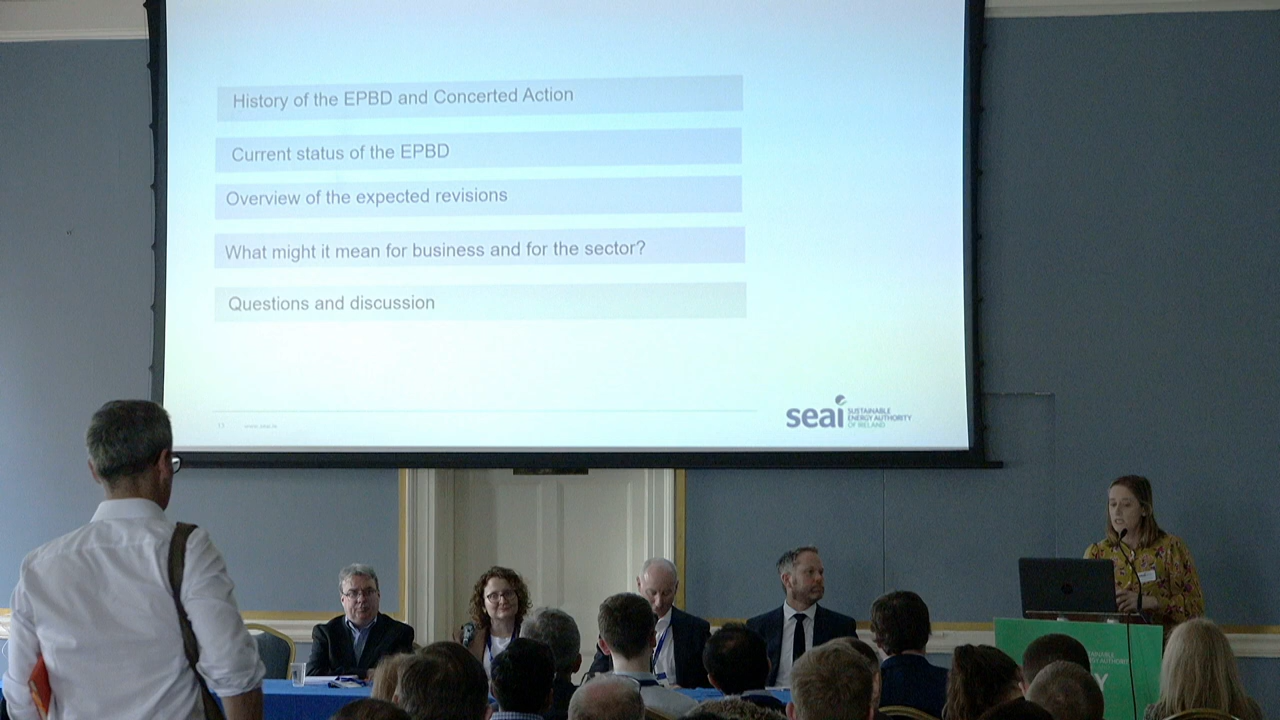 History of the EPBD and Concerted Action
Current status of the EPBD
Overview of the expected revisions
What might it mean for business and for the sector?
Questions and discussion
seai
SUSTAINABLE
ENERGY AUTHORITY
OF IRELAND